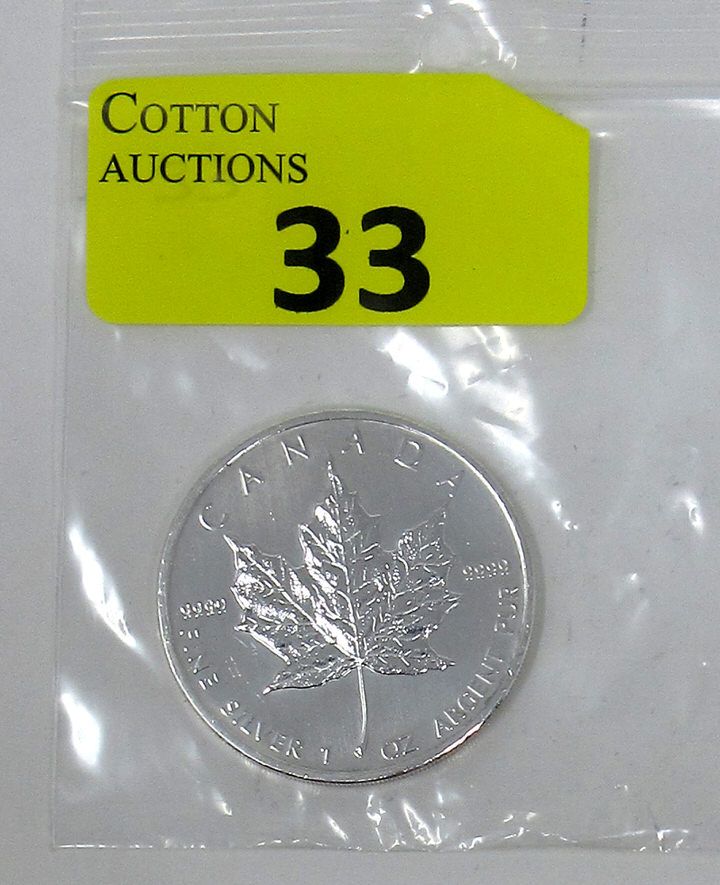 COTTON
AUCTIONS
33
CANADA
9999 9999
FINE SILVER 1 OZ ARGENT PUR